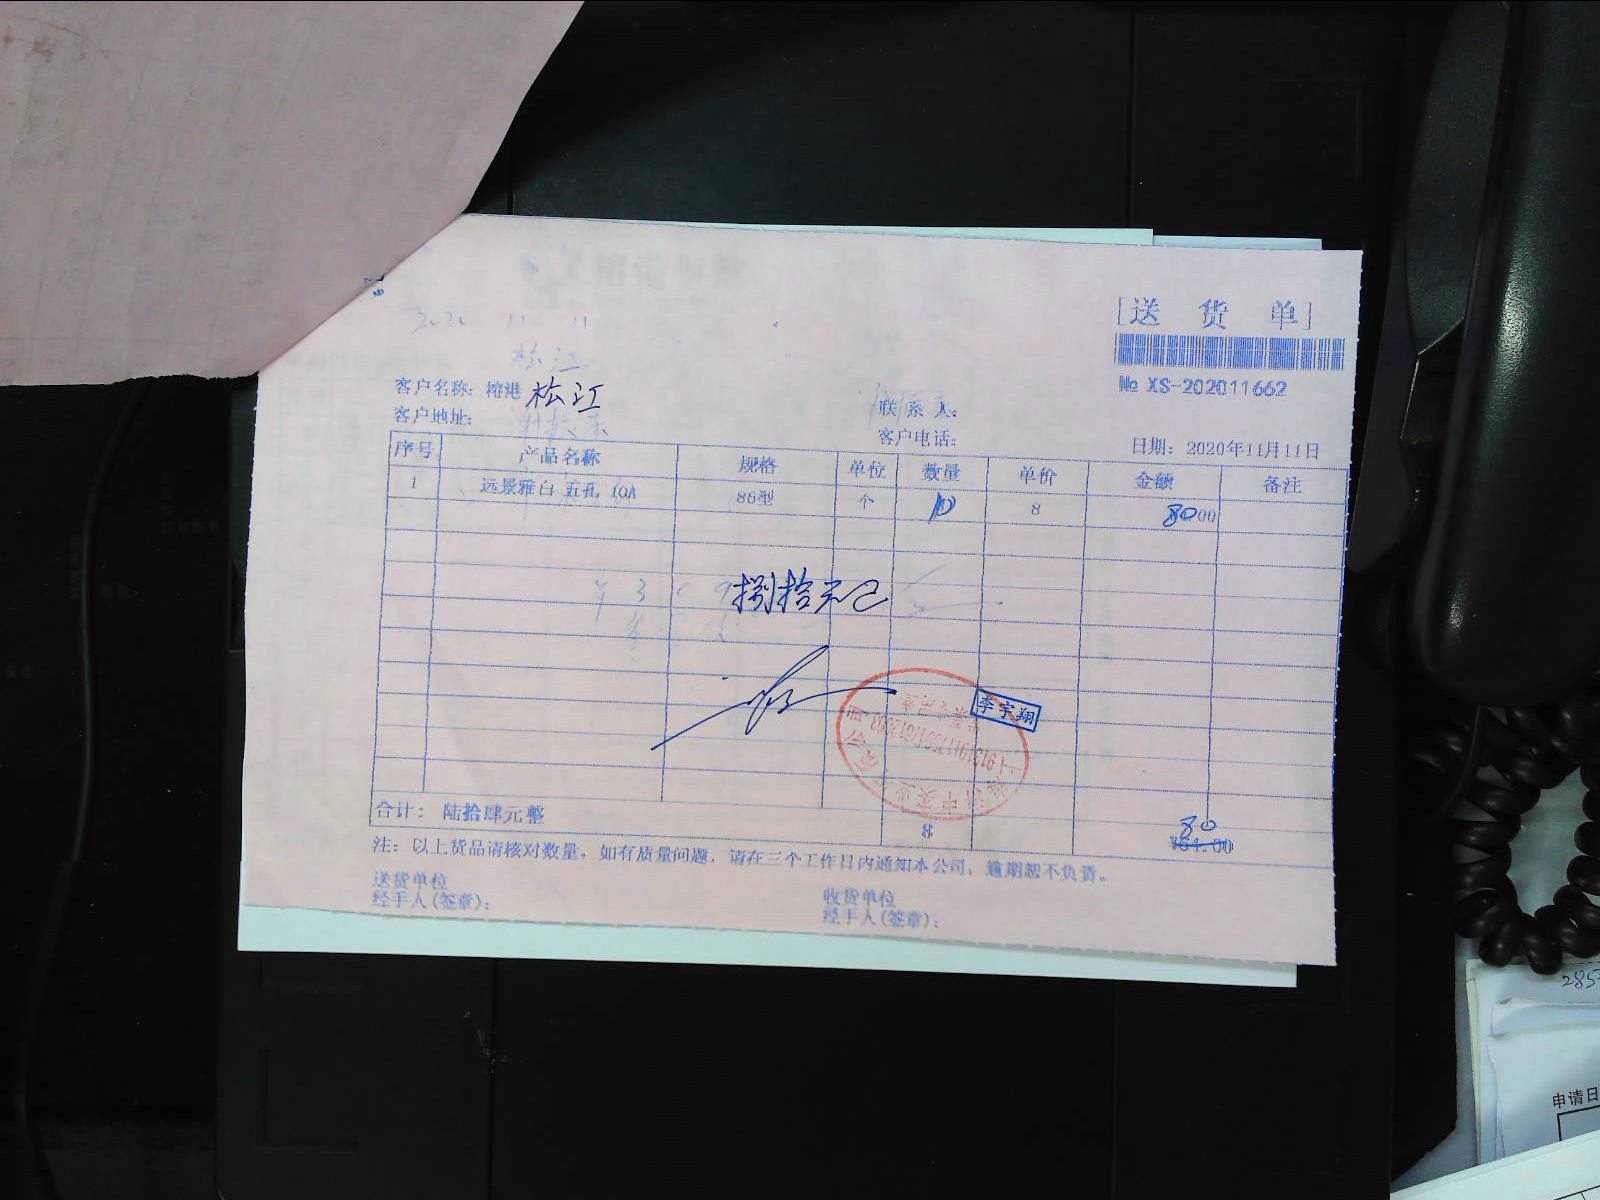 [送 货 单]
№ XS-202011662
2020 11 11
松江
客户名称: 榕港 松江
联 系 人:
客户地址:
客户电话:
日期: 2020年11月11日
序号 产品名称 规格 单位 数量 单价 金额 备注
1 远景雅白 五孔 10A 86型 个 10 8 80.00
捌拾元已
李宇翔
合计: 陆拾肆元整 8 80
¥64.00
注: 以上货品请核对数量, 如有质量问题, 请在三个工作日内通知本公司, 逾期恕不负责。
送货单位
经手人(签章):
收货单位
经手人(签章):
285
申请日